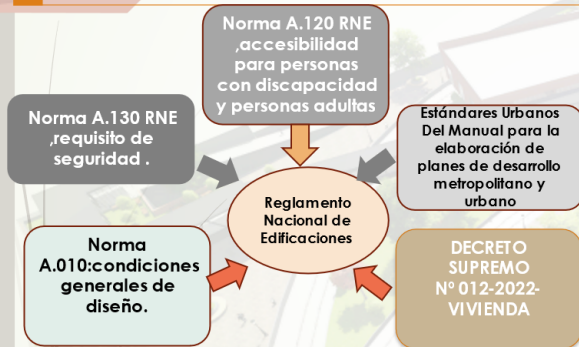 Norma A.120 RNE
,accesibilidad
para personas
con discapacidad
y personas adultas
Norma A.130 RNE
,requisito de
seguridad .
Estándares Urbanos
Del Manual para la
elaboración de
planes de desarrollo
metropolitano y
urbano
Reglamento
Nacional de
Edificaciones
Norma
A.010:condiciones
generales de
diseño.
DECRETO
SUPREMO
Nº 012-2022-
VIVIENDA